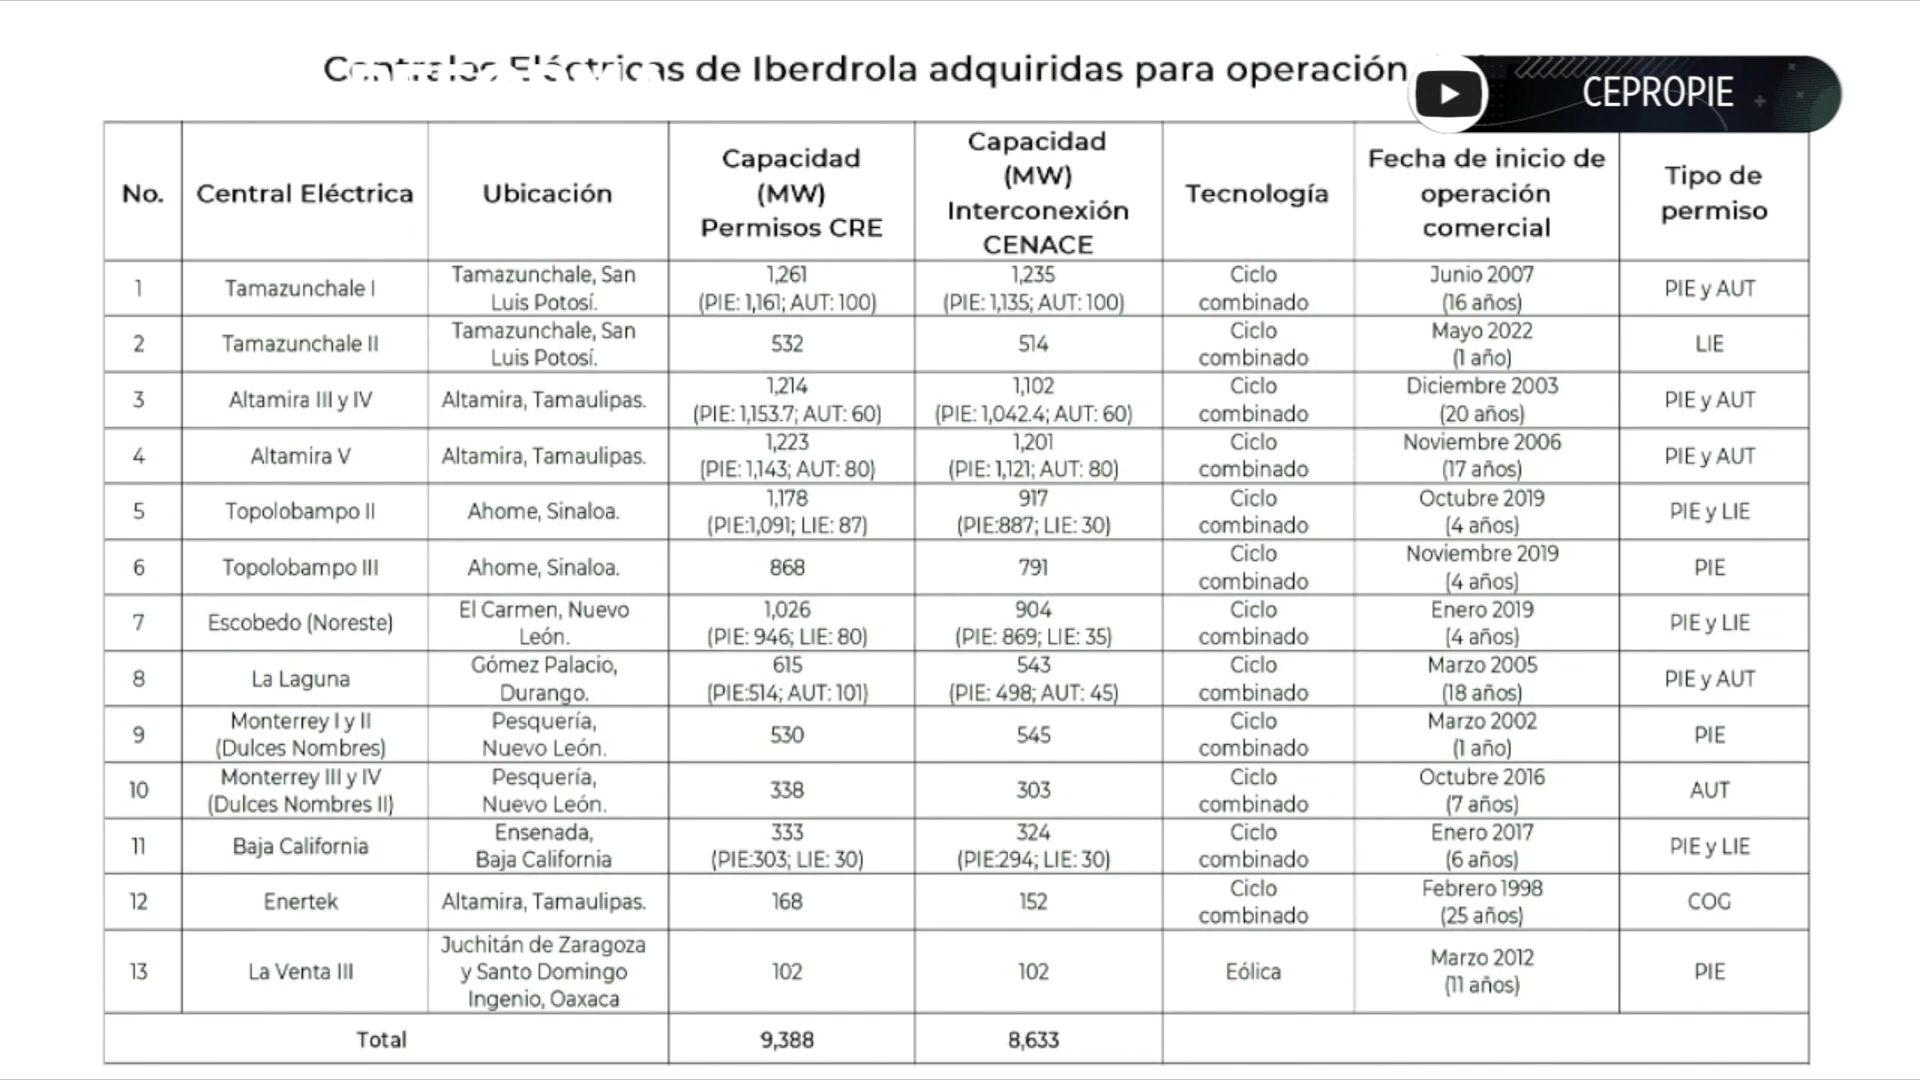 Centrales Eléctricas de Iberdrola adquiridas para operación
CEPROPIE
No.
Central Eléctrica
Ubicación
Capacidad
(MW)
Permisos CRE
Capacidad
(MW)
Interconexión
CENACE
Tecnología
Fecha de inicio de
operación
comercial
Tipo de
permiso
1
Tamazunchale I
Tamazunchale, San
Luis Potosí.
1,261
(PIE: 1,161; AUT: 100)
1,235
(PIE: 1,135; AUT: 100)
Ciclo
combinado
Junio 2007
(16 años)
PIE y AUT
2
Tamazunchale II
Tamazunchale, San
Luis Potosí.
532
514
Ciclo
combinado
Mayo 2022
(1 año)
LIE
3
Altamira III y IV
Altamira, Tamaulipas.
1,214
(PIE: 1,153.7; AUT: 60)
1,102
(PIE: 1,042.4; AUT: 60)
Ciclo
combinado
Diciembre 2003
(20 años)
PIE y AUT
4
Altamira V
Altamira, Tamaulipas.
1,223
(PIE: 1,143; AUT: 80)
1,201
(PIE: 1,121; AUT: 80)
Ciclo
combinado
Noviembre 2006
(17 años)
PIE y AUT
5
Topolobampo II
Ahome, Sinaloa.
1,178
(PIE:1,091; LIE: 87)
917
(PIE:887; LIE: 30)
Ciclo
combinado
Octubre 2019
(4 años)
PIE y LIE
6
Topolobampo III
Ahome, Sinaloa.
868
791
Ciclo
combinado
Noviembre 2019
(4 años)
PIE
7
Escobedo (Noreste)
El Carmen, Nuevo
León.
1,026
(PIE: 946; LIE: 80)
904
(PIE: 869; LIE: 35)
Ciclo
combinado
Enero 2019
(4 años)
PIE y LIE
8
La Laguna
Gómez Palacio,
Durango.
615
(PIE:514; AUT: 101)
543
(PIE: 498; AUT: 45)
Ciclo
combinado
Marzo 2005
(18 años)
PIE y AUT
9
Monterrey I y II
(Dulces Nombres)
Pesquería,
Nuevo León.
530
545
Ciclo
combinado
Marzo 2002
(1 año)
PIE
10
Monterrey III y IV
(Dulces Nombres II)
Pesquería,
Nuevo León.
338
303
Ciclo
combinado
Octubre 2016
(7 años)
AUT
11
Baja California
Ensenada,
Baja California
333
(PIE:303; LIE: 30)
324
(PIE:294; LIE: 30)
Ciclo
combinado
Enero 2017
(6 años)
PIE y LIE
12
Enertek
Altamira, Tamaulipas.
168
152
Ciclo
combinado
Febrero 1998
(25 años)
COG
13
La Venta III
Juchitán de Zaragoza
y Santo Domingo
Ingenio, Oaxaca
102
102
Eólica
Marzo 2012
(11 años)
PIE
Total
9,388
8,633